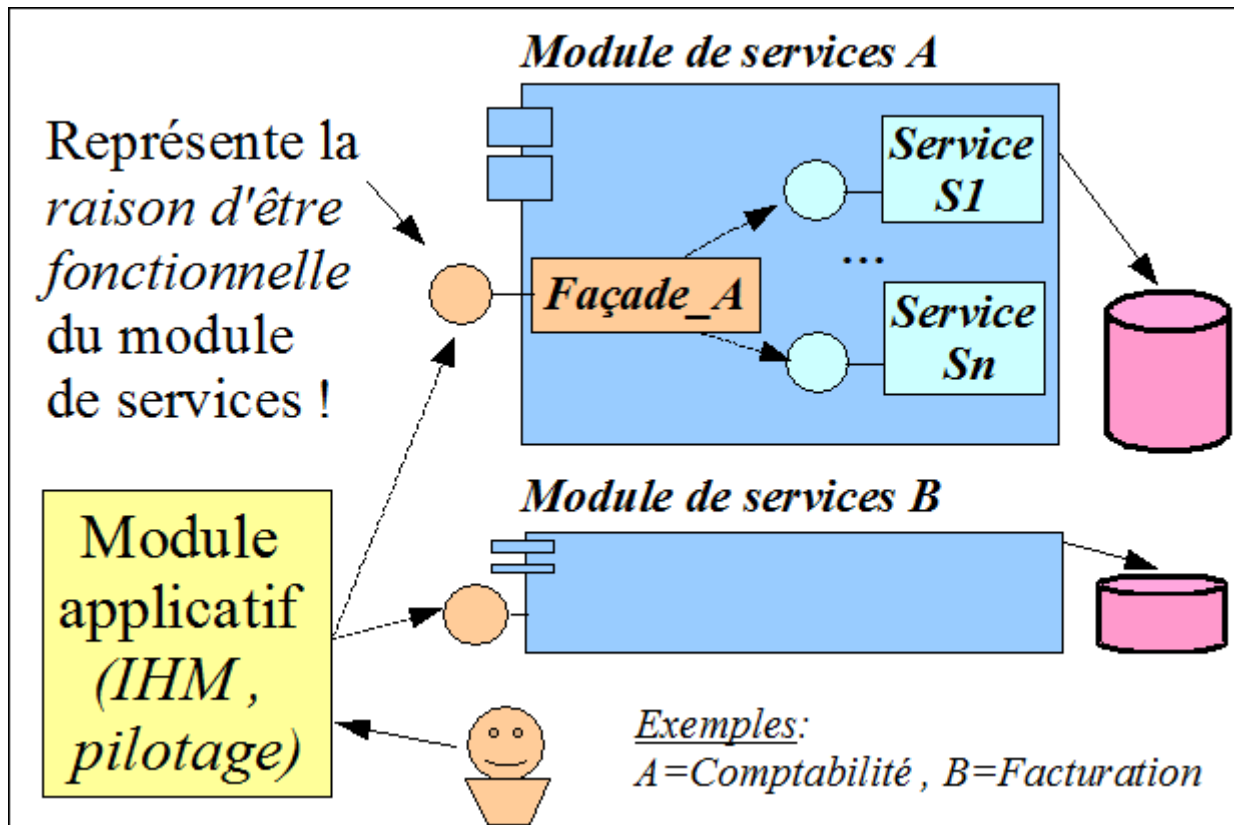 Module de services A
Représente la
raison d'être
fonctionnelle
du module
de services !
Service
S1
...
Façade_A
Service
Sn
Module de services B
Module
applicatif
(IHM ,
pilotage)
Exemples:
A=Comptabilité , B=Facturation